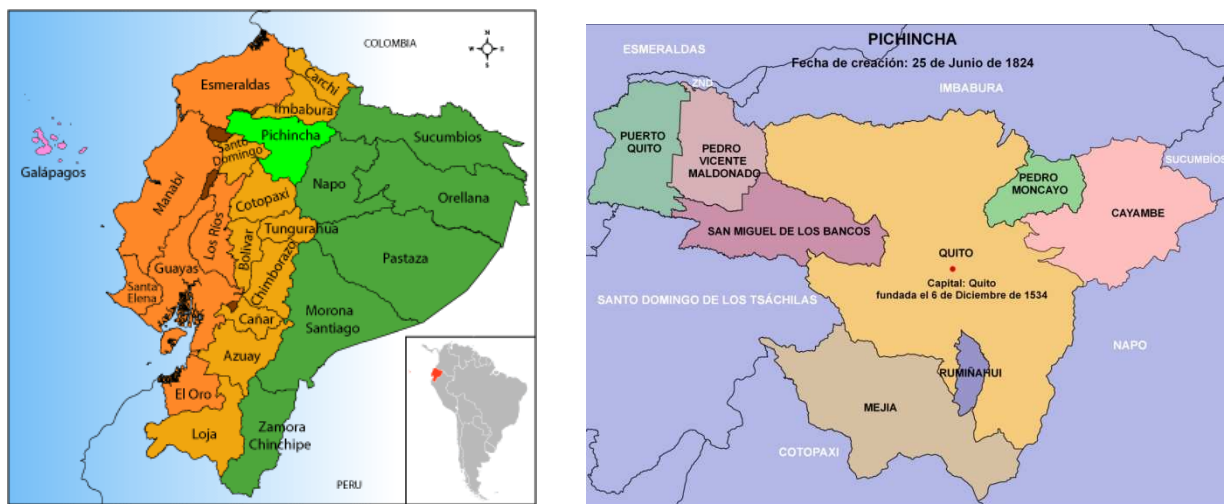 COLOMBIA
N
W
E
S
Esmeraldas
Carchi
Imbabura
Pichincha
Sucumbios
Santo
Domingo
Galápagos
Napo
Orellana
Manabí
Cotopaxi
Los Ríos
Tungurahua
Bolivar
Pastaza
Chimborazo
Guayas
Santa
Elena
Morona
Santiago
Cañar
Azuay
El Oro
Loja
Zamora
Chinchipe
PERU
PICHINCHA
Fecha de creación: 25 de Junio de 1824
ESMERALDAS
ZND
IMBABURA
PUERTO
QUITO
PEDRO
VICENTE
MALDONADO
SUCUMBÍOS
PEDRO
MONCAYO
CAYAMBE
SAN MIGUEL DE LOS BANCOS
QUITO
Capital: Quito
fundada el 6 de Diciembre de 1534
SANTO DOMINGO DE LOS TSÁCHILAS
NAPO
RUMIÑAHUI
MEJIA
COTOPAXI